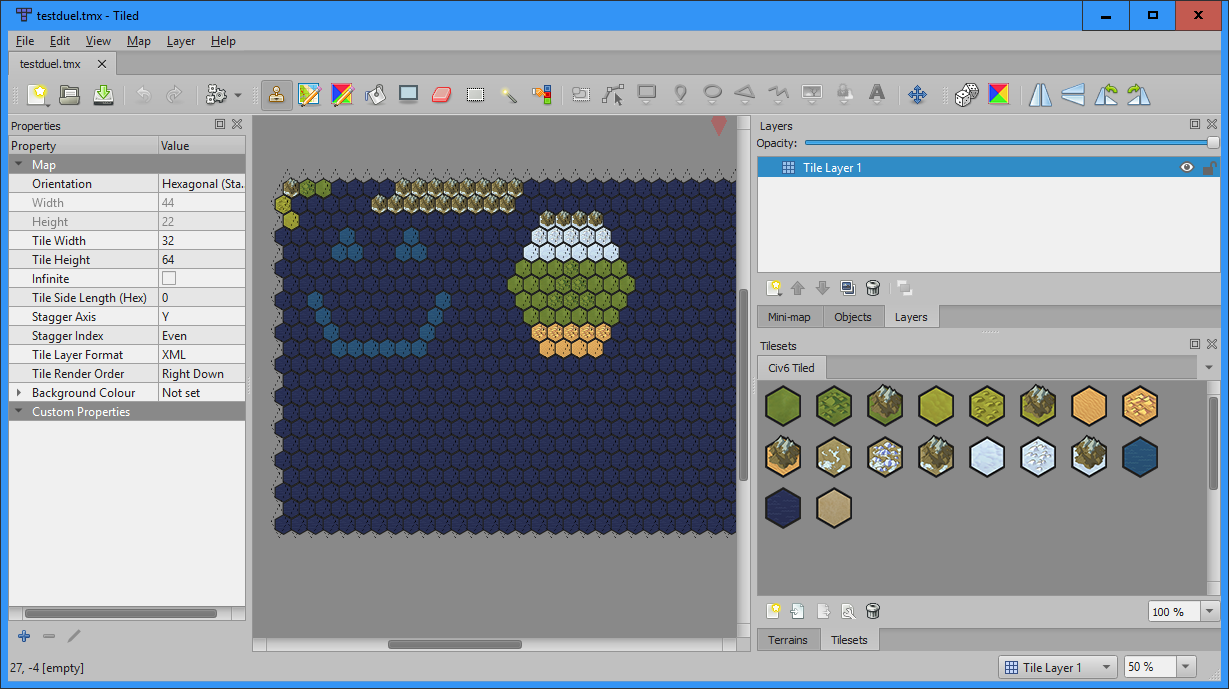 testduel.tmx - Tiled
File Edit View Map Layer Help
testduel.tmx
Properties
Property Value
Map
Orientation Hexagonal (Sta...
Width 44
Height 22
Tile Width 32
Tile Height 64
Infinite
Tile Side Length (Hex) 0
Stagger Axis Y
Stagger Index Even
Tile Layer Format XML
Tile Render Order Right Down
Background Colour Not set
Custom Properties
27, -4 [empty]
Layers
Opacity:
Tile Layer 1
Mini-map Objects Layers
Tilesets
Civ6 Tiled
100 %
Terrains Tilesets
Tile Layer 1 50 %